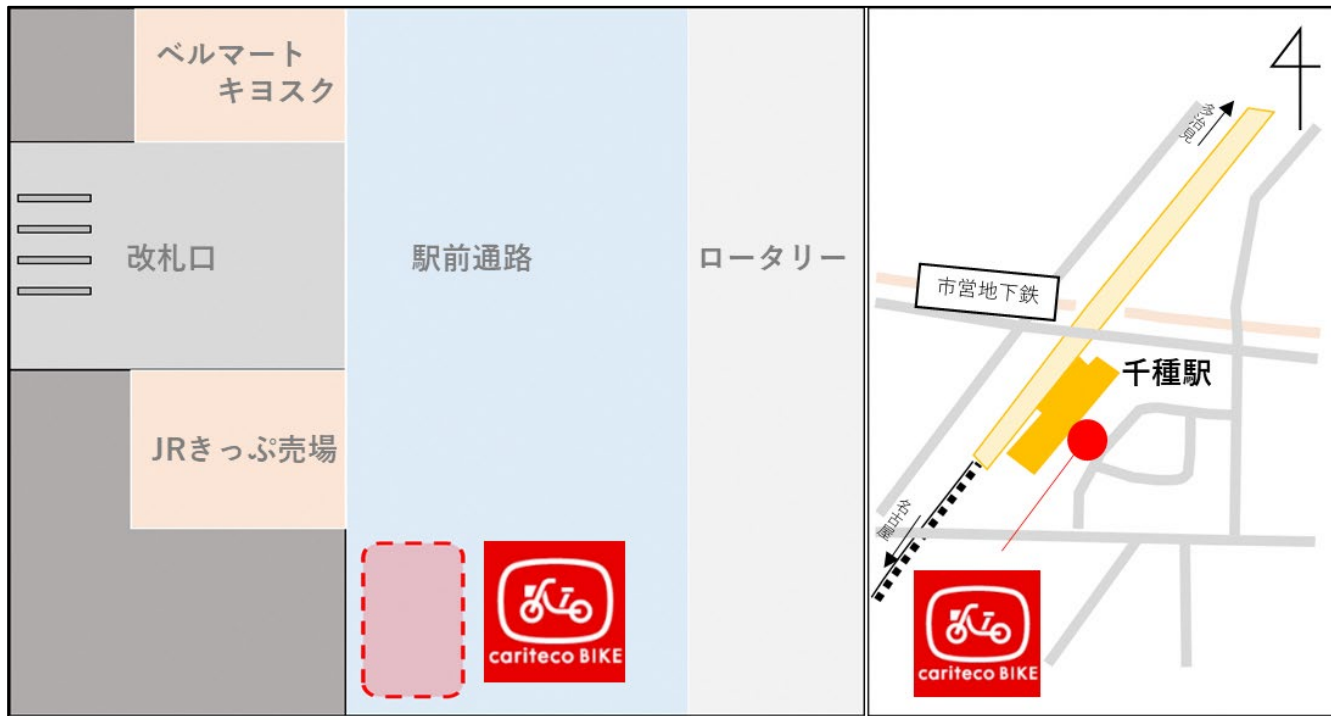 ベルマート
キヨスク
改札口
駅前通路
ロータリー
JRきっぷ売場
cariteco BIKE
多治見
市営地下鉄
千種駅
名古屋
cariteco BIKE